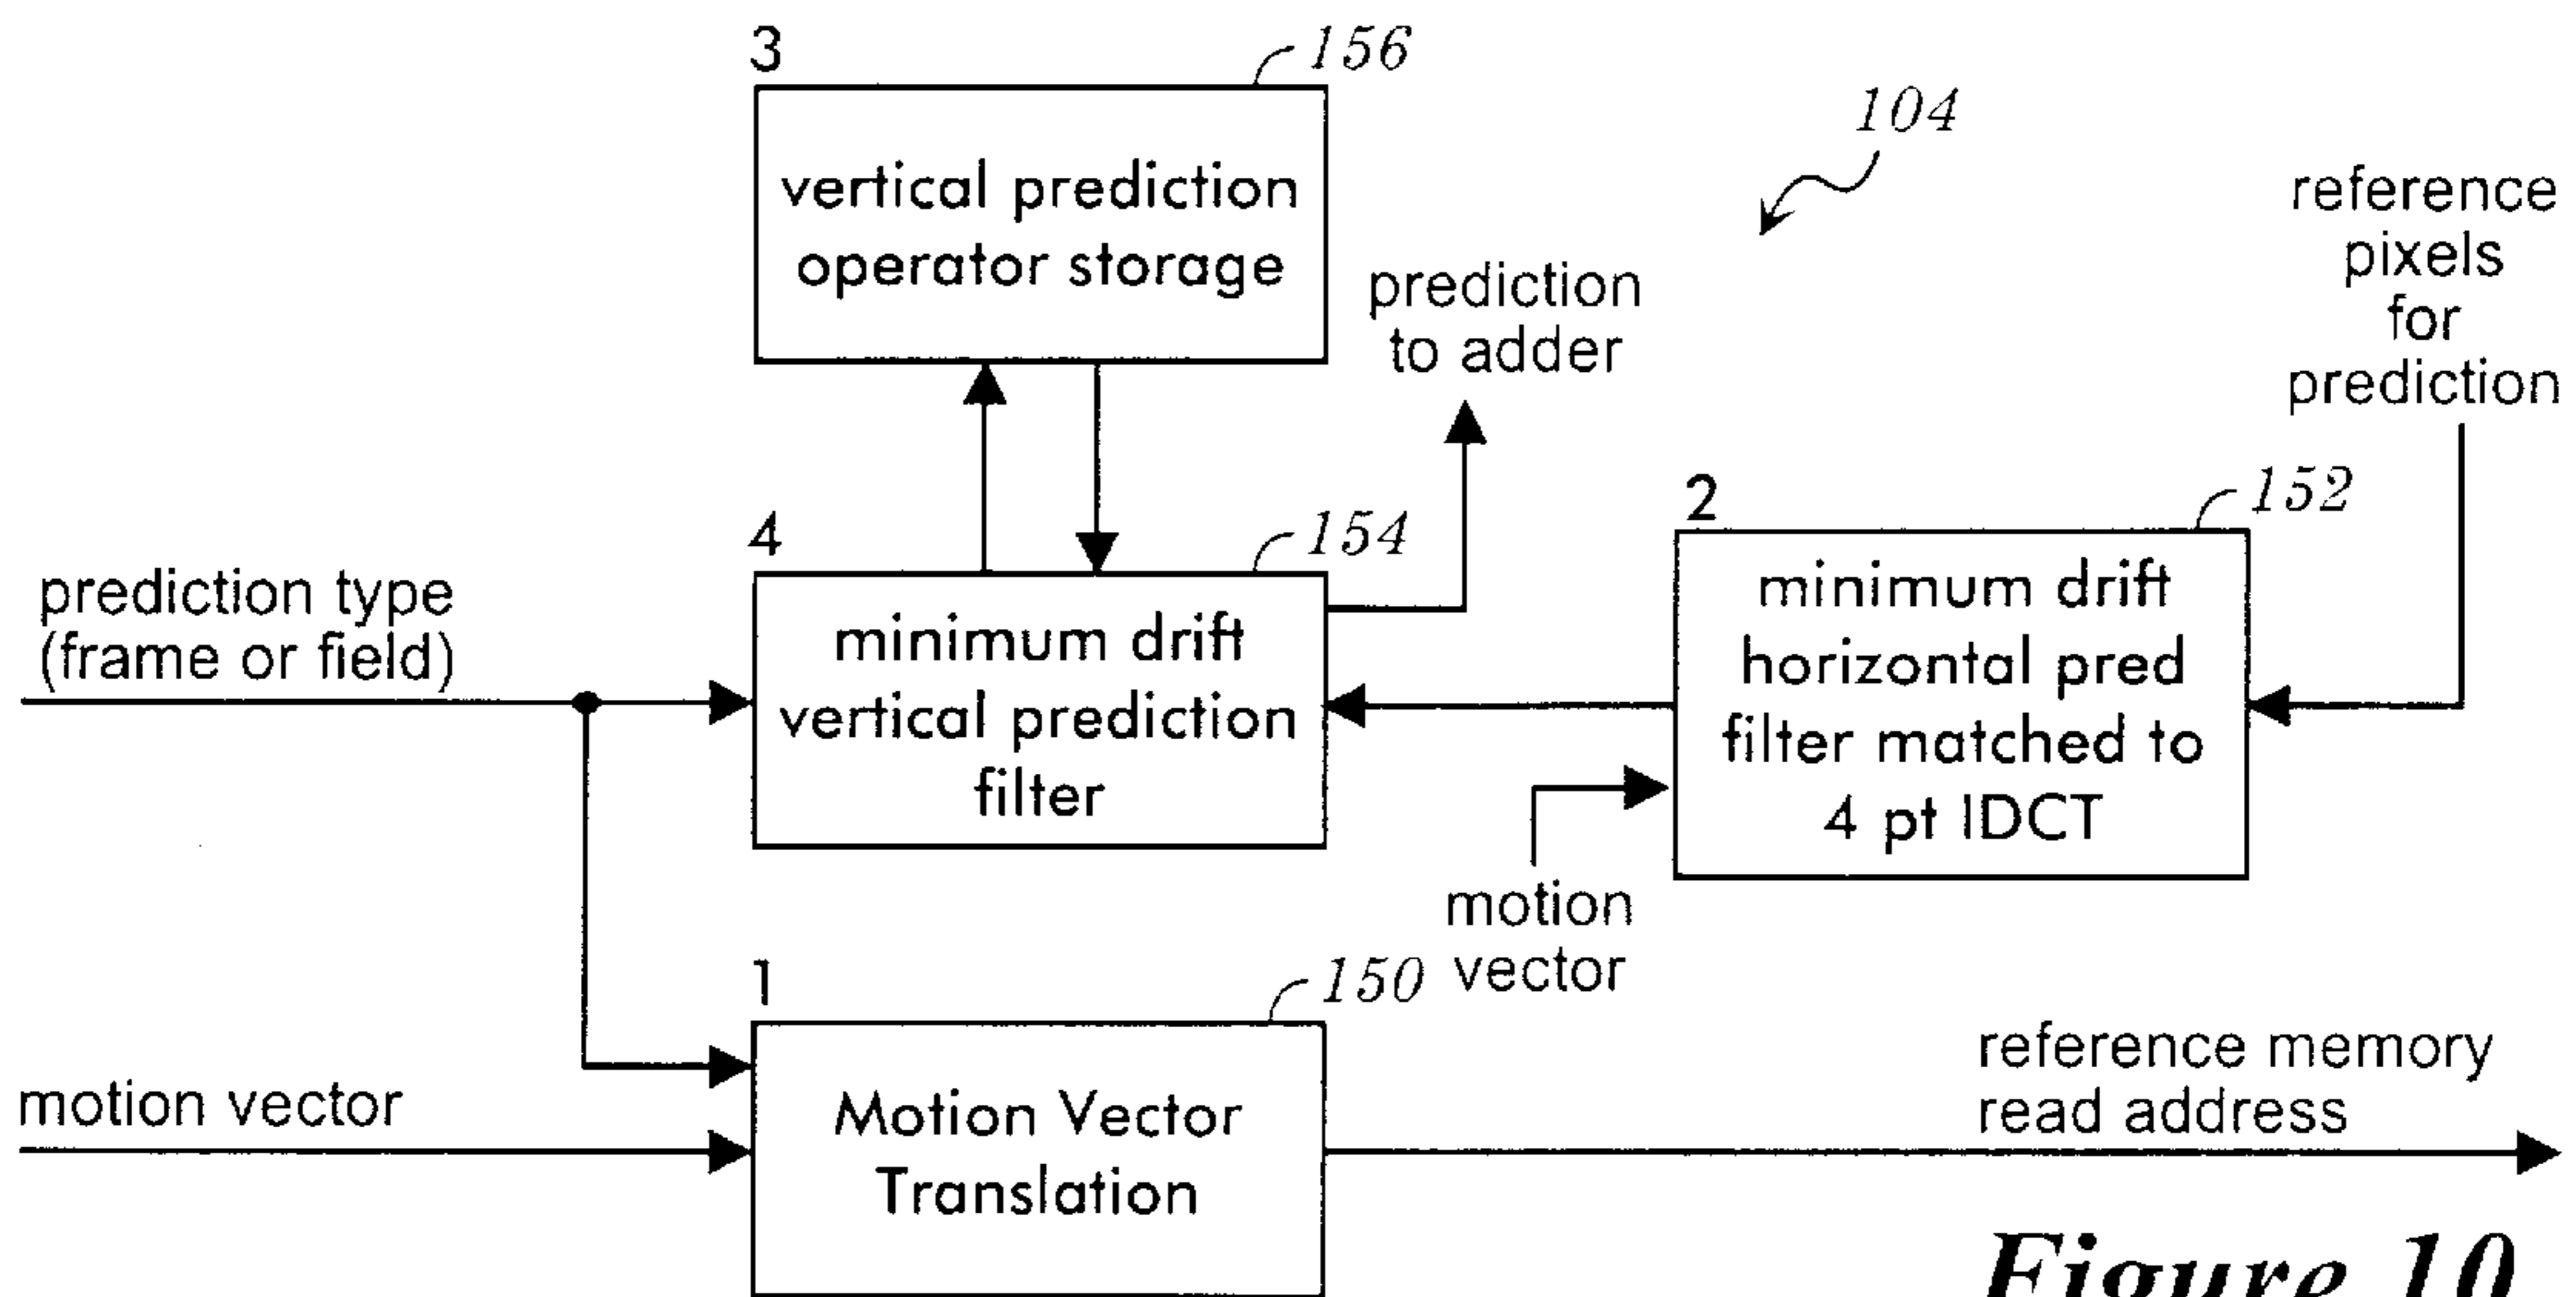 3
156
vertical prediction
operator storage
104
reference
pixels
for
prediction
prediction
to adder
4
154
minimum drift
vertical prediction
filter
prediction type
(frame or field)
2
152
minimum drift
horizontal pred
filter matched to
4 pt IDCT
motion
vector
1
150
Motion Vector
Translation
motion vector
reference memory
read address
Figure 10